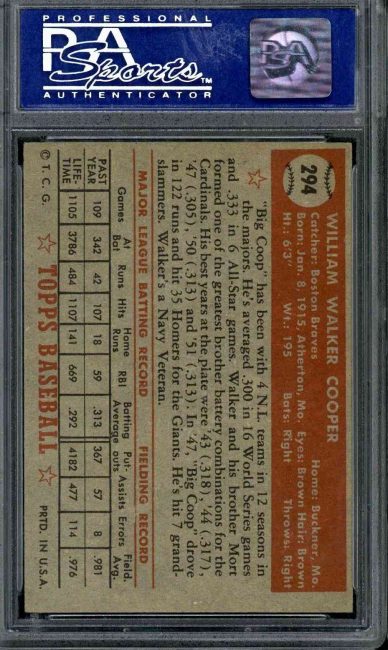 PROFESSIONAL
PSA
Sports™
AUTHENTICATOR
PSA
294
WILLIAM WALKER COOPER
Catcher: Boston Braves Home: Buckner, Mo.
Born: Jan. 8, 1915, Atherton, Mo. Eyes: Brown Hair: Brown
Ht.: 6'3" Wt.: 195 Bats: Right Throws: Right
"Big Coop" has been with 4 N.L. teams in 12 seasons in
the majors. He's averaged .300 in 16 World Series games
and .333 in 6 All-Star games. Walker and his brother Mort
formed one of the greatest brother battery combinations for the
Cardinals. His best years at the plate were '43 (.318), '44 (.317),
'47 (.305), '50 (.313) and '51 (.313). In '47, "Big Coop" drove
in 122 runs and hit 35 Homers for the Giants. He's hit 7 grand-
slammers. Walker's a Navy Veteran.
MAJOR LEAGUE BATTING RECORD FIELDING RECORD
Games At Bat Runs Hits Home Runs RBI Batting Average Put-outs Assists Errors Field. Avg.
PAST YEAR 109 342 42 107 18 59 .313 367 57 8 .981
LIFE-TIME 1105 3786 484 1107 141 669 .292 4182 477 114 .976
© T. C. G. TOPPS BASEBALL PRTD. IN U.S.A.